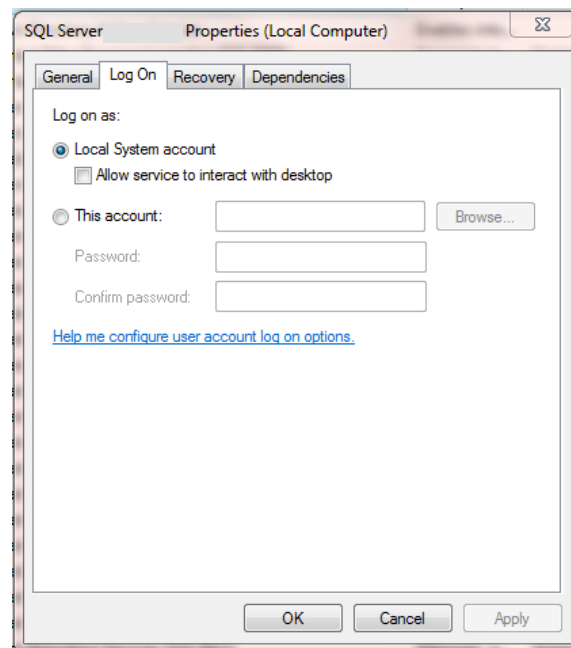 SQL Server Properties (Local Computer)
General Log On Recovery Dependencies
Log on as:
Local System account
Allow service to interact with desktop
This account:
Browse...
Password:
Confirm password:
Help me configure user account log on options.
OK Cancel Apply